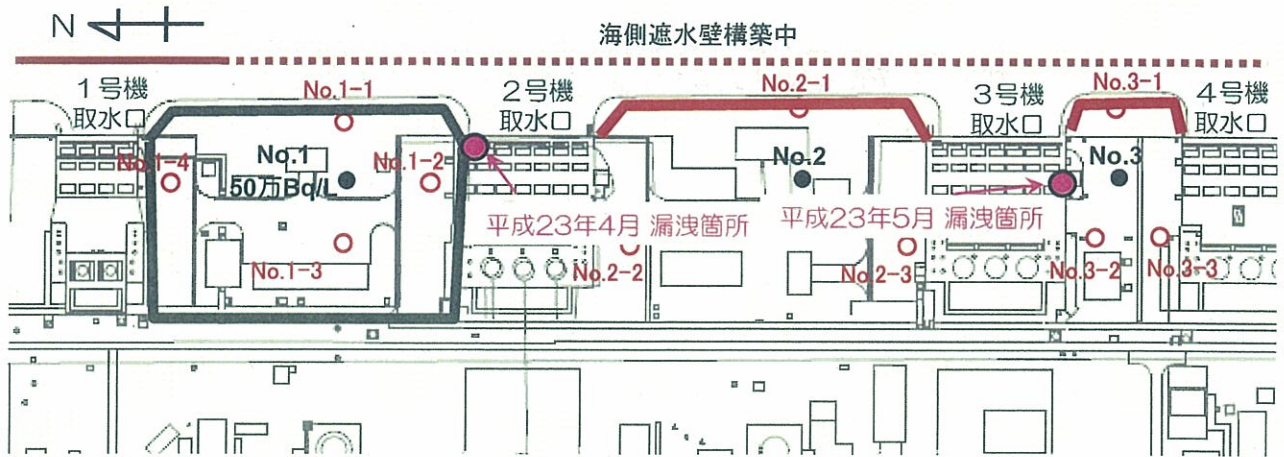 N
海側遮水壁構築中
1号機
取水口
No.1-1
2号機
取水口
No.2-1
3号機
取水口
No.3-1
4号機
取水口
No.1-4
No.1
50万Bq/L
No.1-2
No.2
No.3
平成23年4月 漏洩箇所
平成23年5月 漏洩箇所
No.1-3
No.2-2
No.2-3
No.3-2
No.3-3